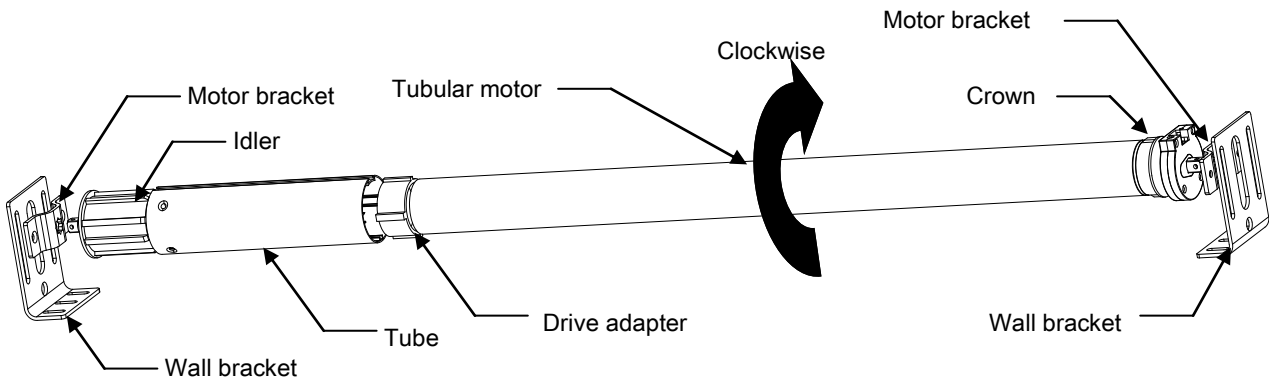 Motor bracket
Clockwise
Tubular motor
Crown
Motor bracket
Idler
Drive adapter
Wall bracket
Tube
Wall bracket